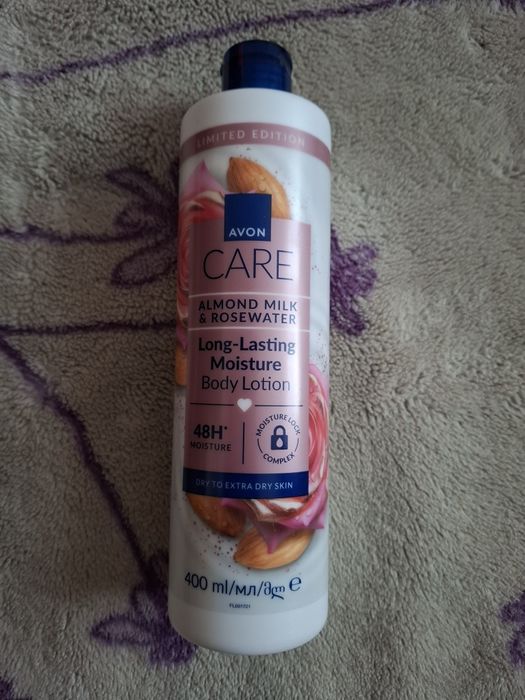 LIMITED EDITION
AVON
CARE
ALMOND MILK
& ROSEWATER
Long-Lasting
Moisture
Body Lotion
48H*
MOISTURE
MOISTURE LOCK
COMPLEX
DRY TO EXTRA DRY SKIN
400 ml/мл/მლ e
FL001721